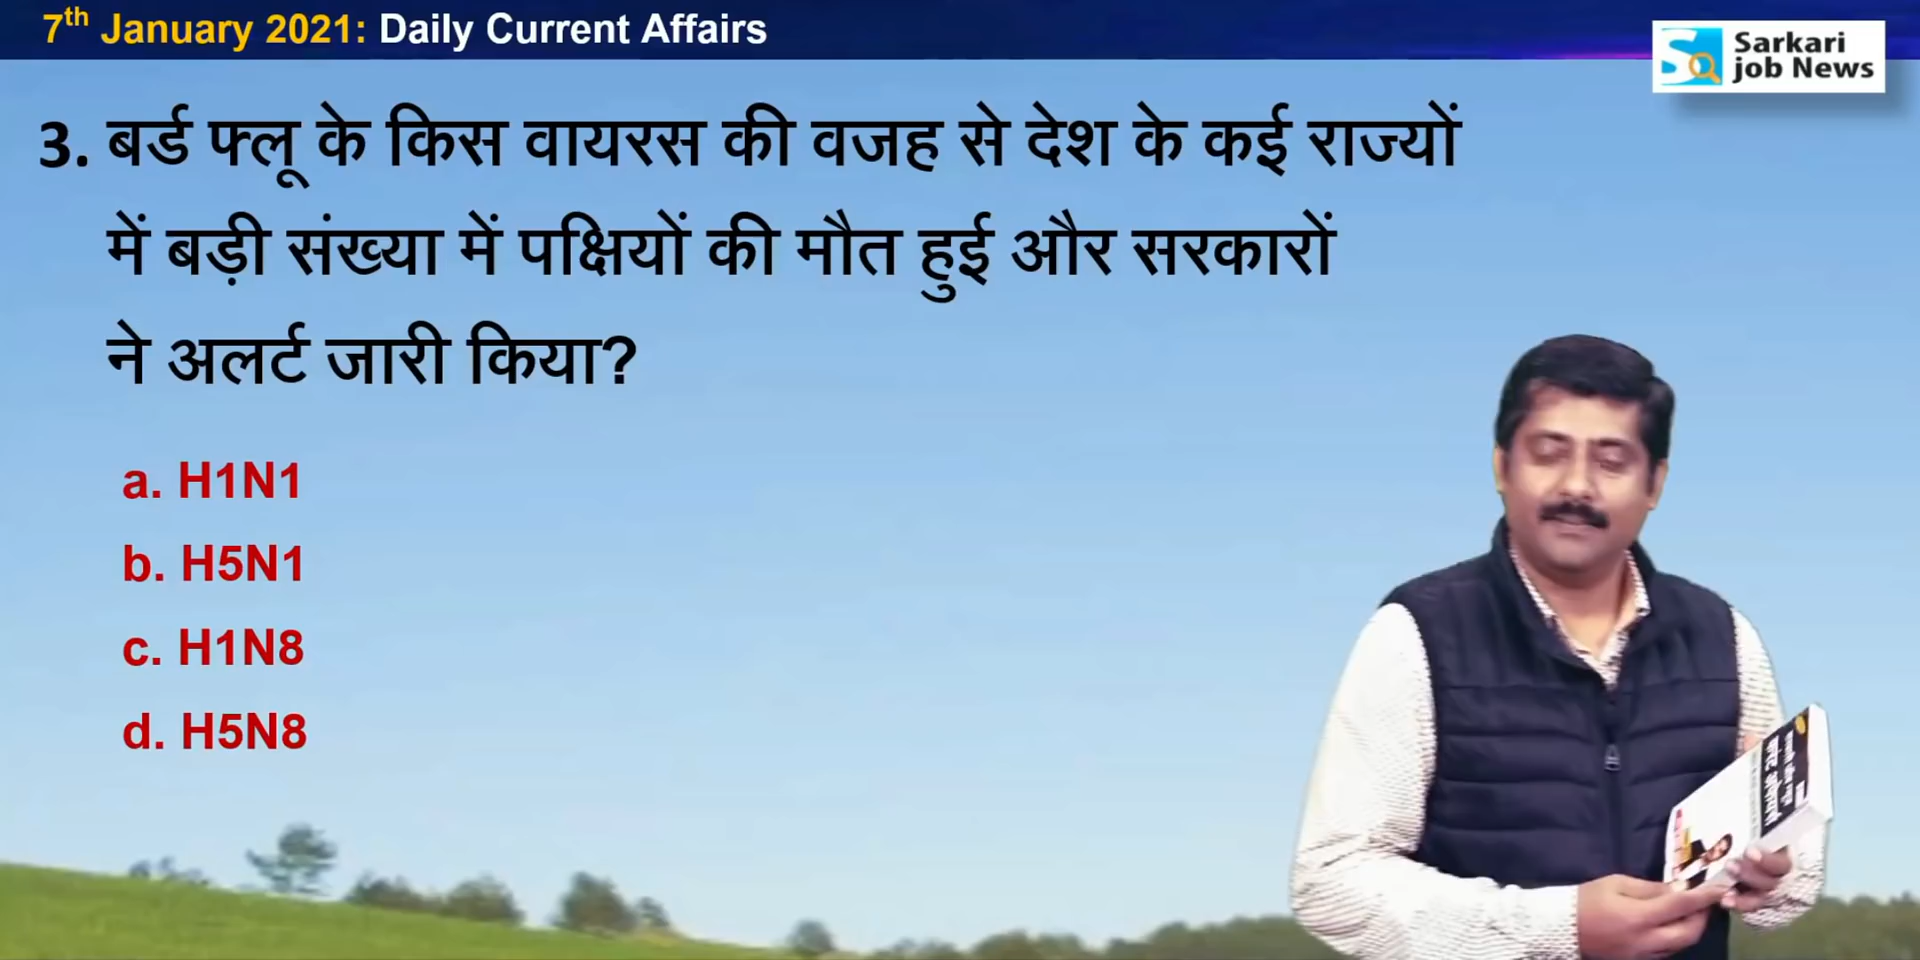 7th January 2021: Daily Current Affairs
Sarkari
job News
3. बर्ड फ्लू के किस वायरस की वजह से देश के कई राज्यों
में बड़ी संख्या में पक्षियों की मौत हुई और सरकारों
ने अलर्ट जारी किया?
a. H1N1
b. H5N1
c. H1N8
d. H5N8